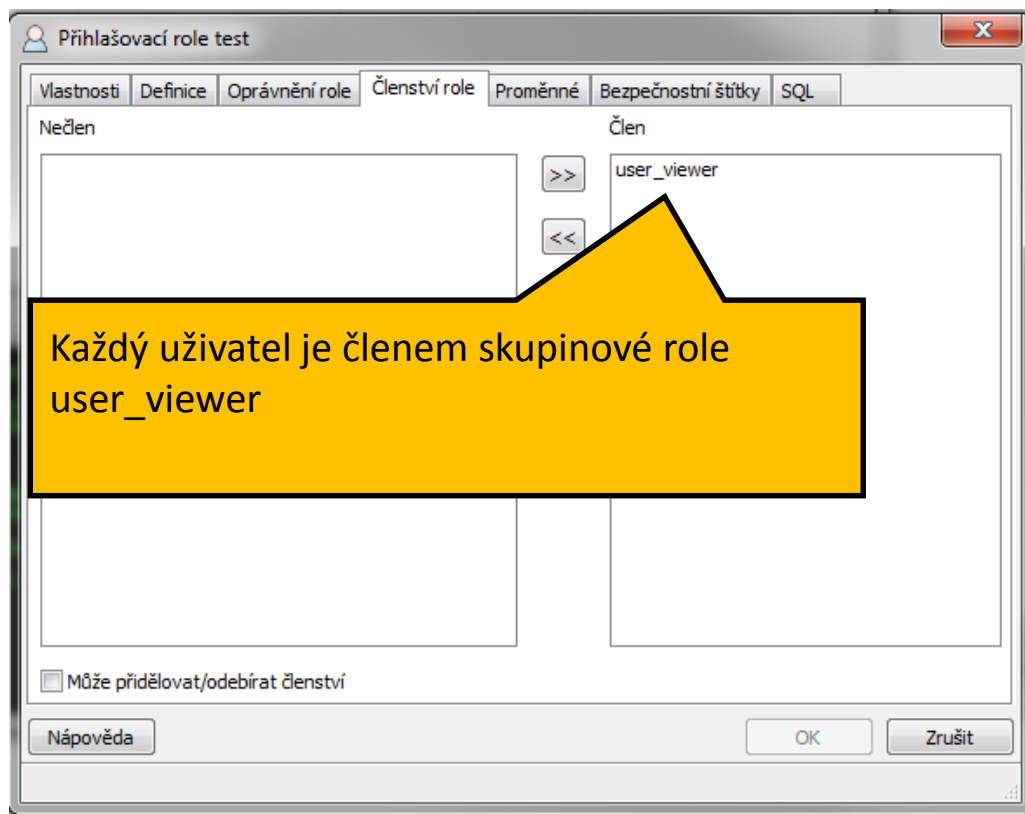 Přihlašovací role test
x
Vlastnosti Definice Oprávnění role Členství role Proměnné Bezpečnostní štítky SQL
Nečlen
Člen
>>
user_viewer
<<
Každý uživatel je členem skupinové role
user_viewer
Může přidělovat/odebírat členství
Nápověda
OK
Zrušit